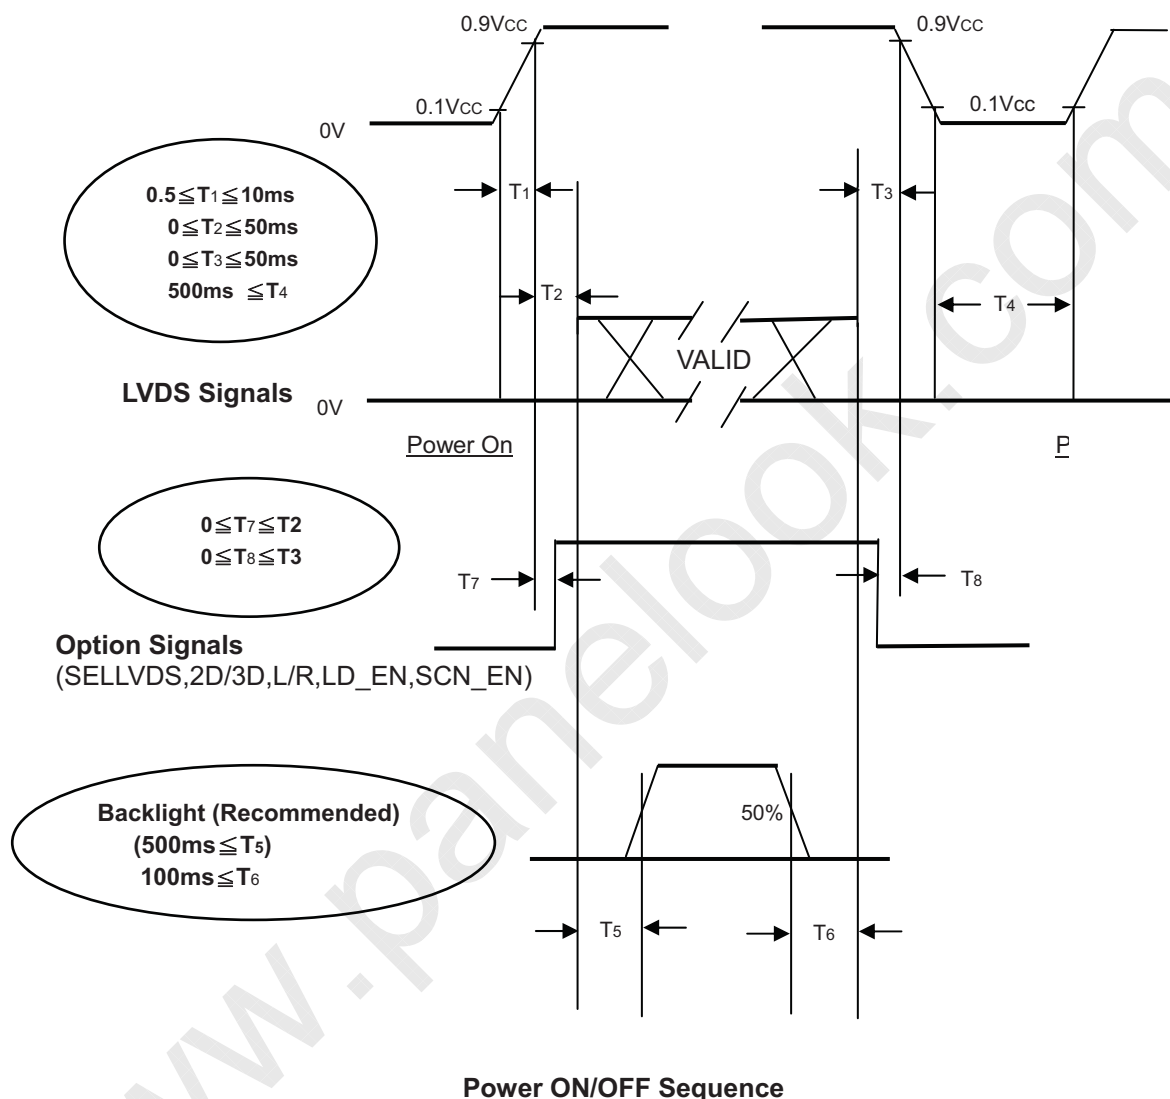 0.9Vcc
0.9Vcc
0.1Vcc
0.1Vcc
0V
0.5≦T1≦10ms
0≦T2≦50ms
0≦T3≦50ms
500ms ≦T4
T1
T3
T2
T4
VALID
LVDS Signals
0V
Power On
P
0≦T7≦T2
0≦T8≦T3
T7
T8
Option Signals
(SELLVDS,2D/3D,L/R,LD_EN,SCN_EN)
Backlight (Recommended)
(500ms≦T5)
100ms≦T6
50%
T5
T6
Power ON/OFF Sequence
w.panelook.com